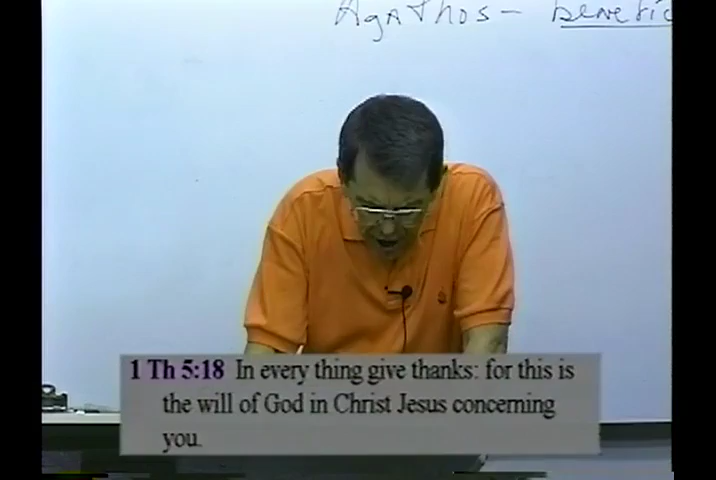 Agathos – benefic
1 Th 5:18 In every thing give thanks: for this is
the will of God in Christ Jesus concerning
you.